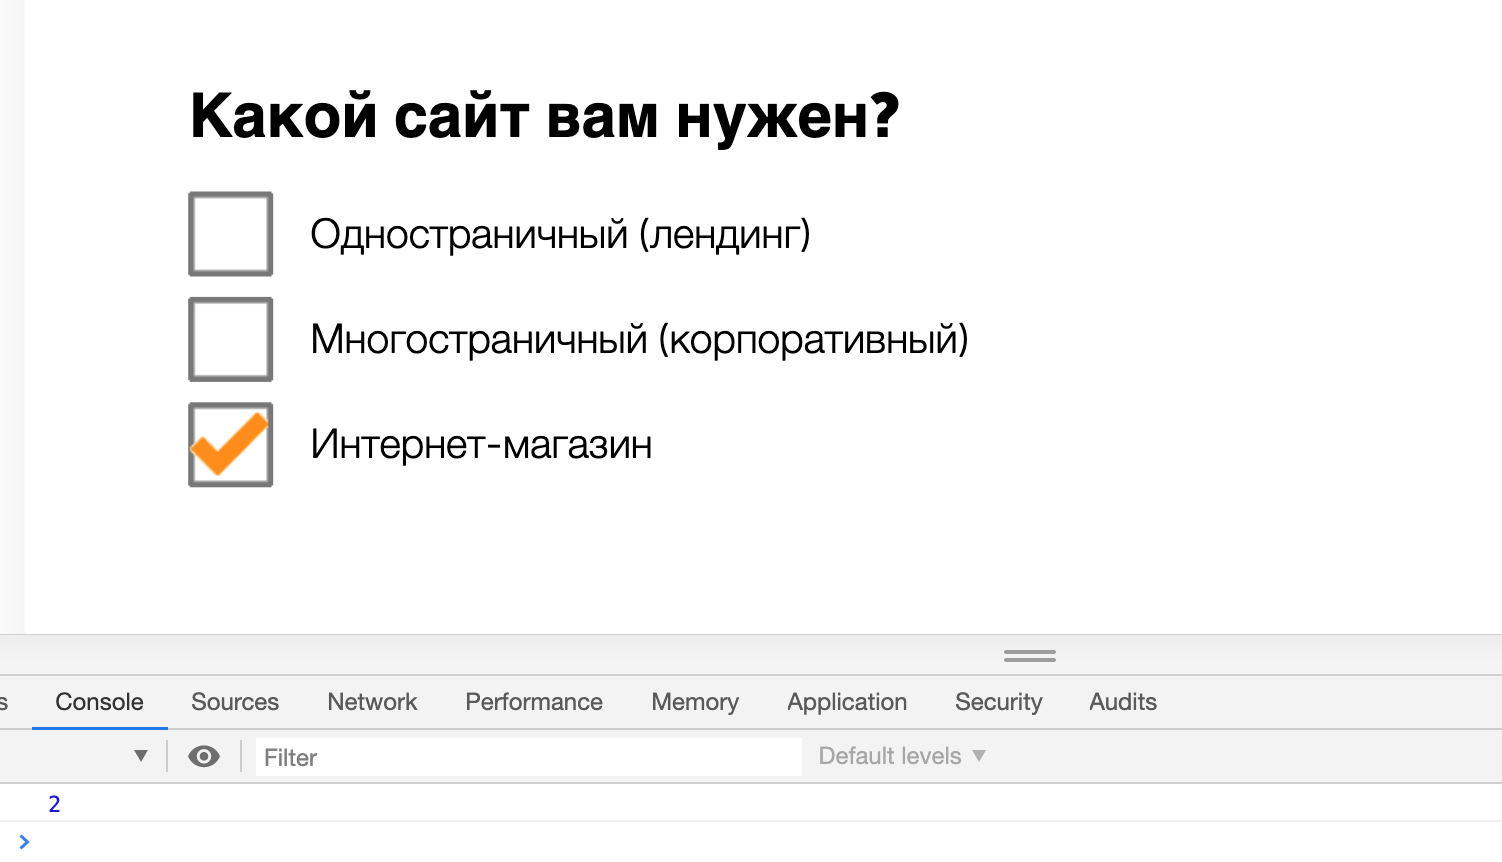 Какой сайт вам нужен?
Одностраничный (лендинг)
Многостраничный (корпоративный)
Интернет-магазин
s Console Sources Network Performance Memory Application Security Audits
Filter Default levels
2